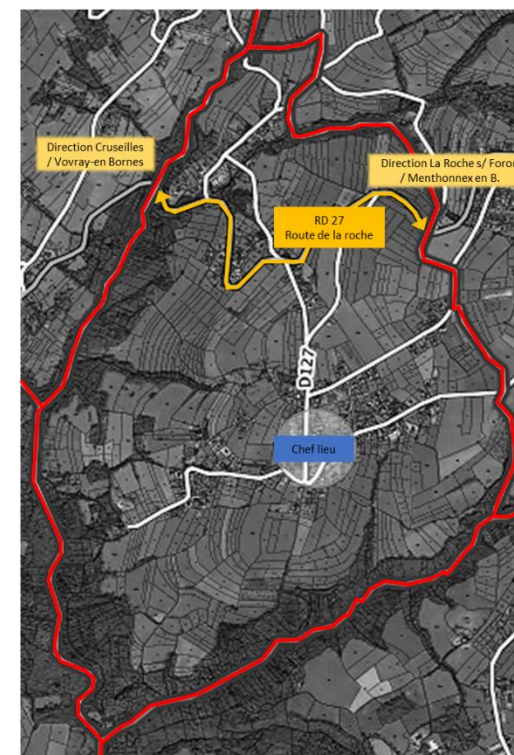 Direction Cruseilles
/ Vovray-en Bornes
Direction La Roche s/ Foron
/ Menthonnex en B.
RD 27
Route de la roche
D127
Chef lieu